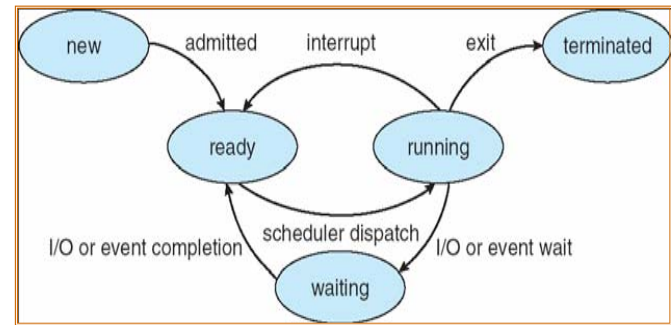 new
admitted
interrupt
exit
terminated
ready
running
I/O or event completion
scheduler dispatch
I/O or event wait
waiting